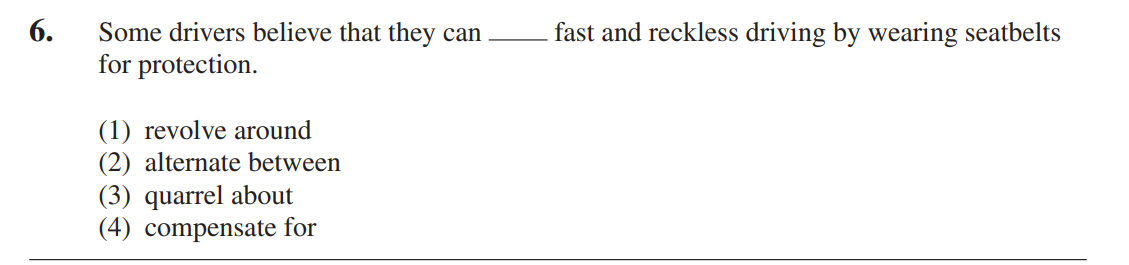 6. Some drivers believe that they can ____ fast and reckless driving by wearing seatbelts
for protection.
(1) revolve around
(2) alternate between
(3) quarrel about
(4) compensate for